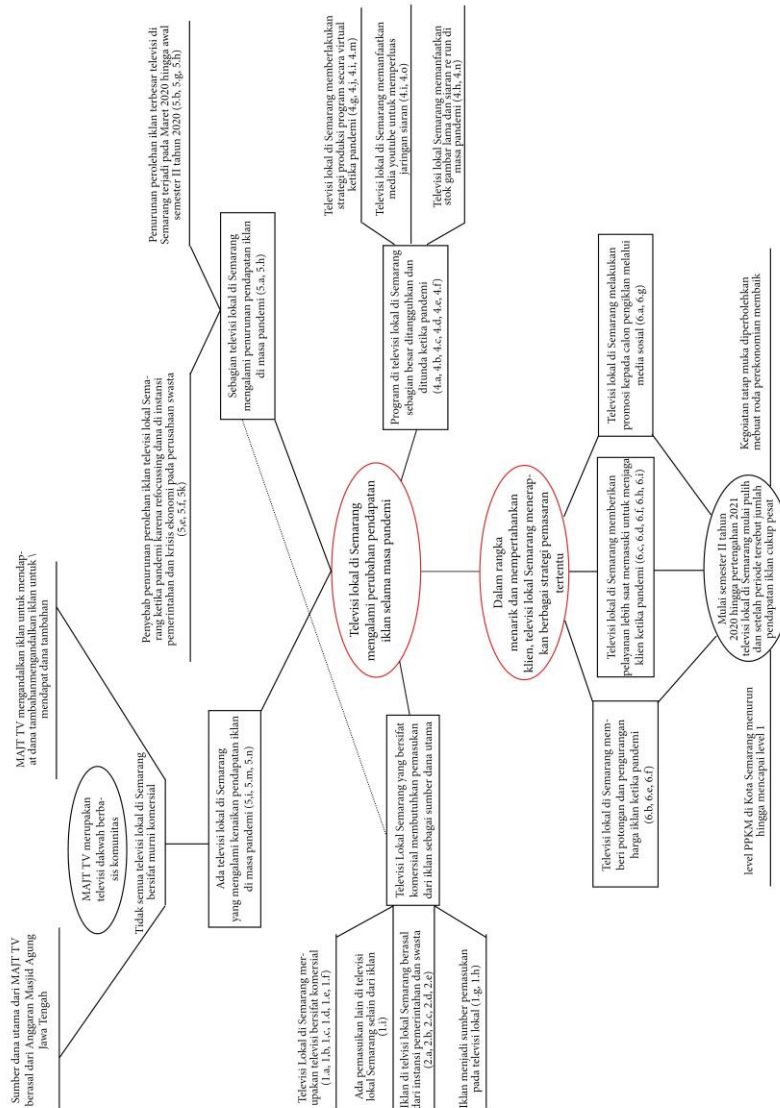 Sumber dana utama dari MAJT TV
berasal dari Anggaran Masjid Agung
Jawa Tengah
MAJT TV merupakan
televisi dakwah berba-
sis komunitas
MAJT TV mengandalkan iklan untuk mendap-
at dana tambahanmengandalkan iklan untuk \
mendapat dana tambahan
Tidak semua televisi lokal di Semarang
bersifat murni komersial
Ada televisi lokal di Semarang
yang mengalami kenaikan pendapatan iklan
di masa pandemi (5.i, 5.m, 5.n)
Penyebab penurunan perolehan iklan televisi lokal Sema-
rang ketika pandemi karena refocussing dana di instansi
pemerintahan dan krisis ekonomi pada perusahaan swasta
(5,e, 5.f, 5k)
Penurunan perolehan iklan terbesar televisi di
Semarang terjadi pada Maret 2020 hingga awal
semester II tahun 2020 (5.b, 5.g, 5.h)
Sebagian televisi lokal di Semarang
mengalami penurunan pendapatan iklan
di masa pandemi (5.a, 5.h)
Televisi lokal di Semarang
mengalami perubahan pendapatan
iklan selama masa pandemi
Televisi Lokal di Semarang mer-
upakan televisi bersifat komersial
(1.a, 1.b, 1,c, 1.d, 1.e, 1.f)
Ada pemasuikan lain di televisi
lokal Semarang selain dari iklan
(1.i)
Iklan di telvisi lokal Semarang berasal
dari instansi pemerintahan dan swasta
(2.a, 2.b, 2.c, 2.d, 2.e)
Iklan menjadi sumber pemasukan
pada televisi lokal (1.g, 1.h)
Televisi Lokal Semarang yang bersifat
komersial membutuhkan pemasukan
dari iklan sebagai sumber dana utama
Program di televisi lokal di Semarang
sebagian besar ditangguhkan dan
ditunda ketika pandemi
(4.a, 4.b, 4.c, 4.d, 4.e, 4.f)
Televisi lokal di Semarang memberlakukan
strategi produksi program secara virtual
ketika pandemi (4.g, 4.j, 4.i, 4.m)
Televisi lokal di Semarang memanfaatkan
media youtube untuk memperluas
jaringan siaran (4.i, 4.o)
Televisi lokal Semarang memanfaatkan
stok gambar lama dan siaran re run di
masa pandemi (4.h, 4.n)
Dalam rangka
menarik dan mempertahankan
klien, televisi lokal Semarang menerap-
kan berbagai strategi pemasaran
tertentu
Televisi lokal di Semarang mem-
beri potongan dan pengurangan
harga iklan ketika pandemi
(6.b, 6.e, 6.f)
Televisi lokal di Semarang memberikan
pelayanan lebih saat memasuki untuk menjaga
klien ketika pandemi (6.c, 6.d, 6.f, 6.h, 6.i)
Televisi lokal di Semarang melakukan
promosi kepada calon pengiklan melalui
media sosial (6.a, 6.g)
Mulai semester II tahun
2020 hingga pertengahan 2021
televisi lokal di Semarang mulai pulih
dan setelah periode tersebut jumlah
pendapatan iklan cukup pesat
level PPKM di Kota Semarang menurun
hingga mencapai level 1
Kegoiatan tatap muka diperbolehkan
mebuat roda perekonomian membaik